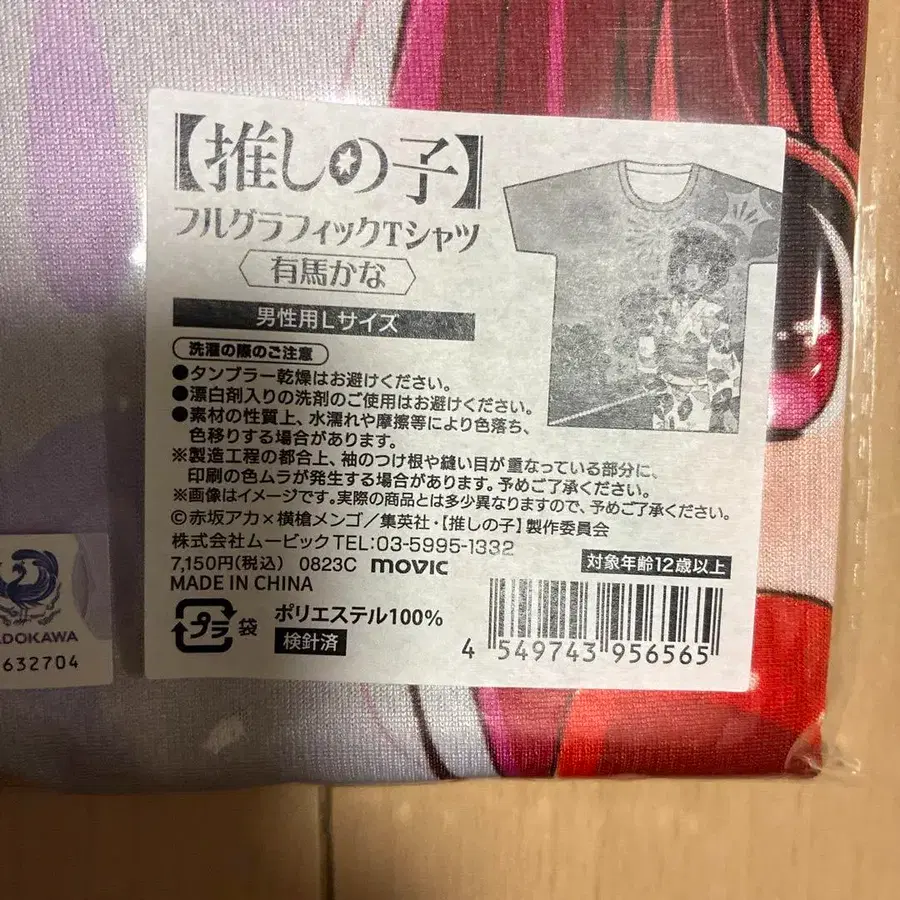 【推しの子】
フルグラフィックTシャツ
有馬かな
男性用Lサイズ
洗濯の際のご注意
●タンブラー乾燥はお避けください。
●漂白剤入りの洗剤のご使用はお避けください。
●素材の性質上、水濡れや摩擦等により色落ち、
色移りする場合があります。
※製造工程の都合上、袖のつけ根や縫い目が重なっている部分に、
印刷の色ムラが発生する場合があります。予めご了承ください。
※画像はイメージです。実際の商品とは多少異なりますので、予めご了承ください。
©赤坂アカ×横槍メンゴ/集英社・【推しの子】製作委員会
株式会社ムービック TEL:03-5995-1332
7,150円(税込) 0823C movic
対象年齢12歳以上
MADE IN CHINA
プラ 袋
ポリエステル100%
検針済
4 549743 956565
ADOKAWA
632704